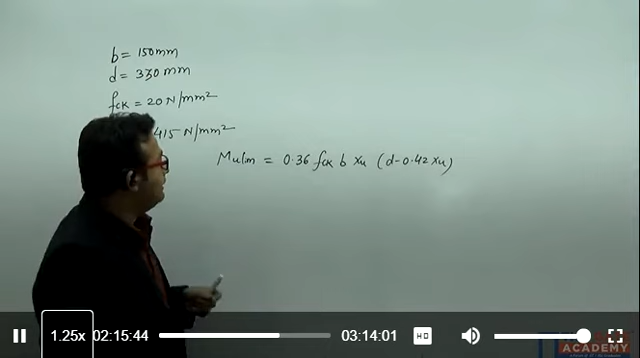 b = 150mm
d = 330 mm
fck = 20 N/mm²
415 N/mm²
Mulm = 0.36 fck b xu (d-0.42 xu)
1.25x 02:15:44 03:14:01 HD
ACADEMY